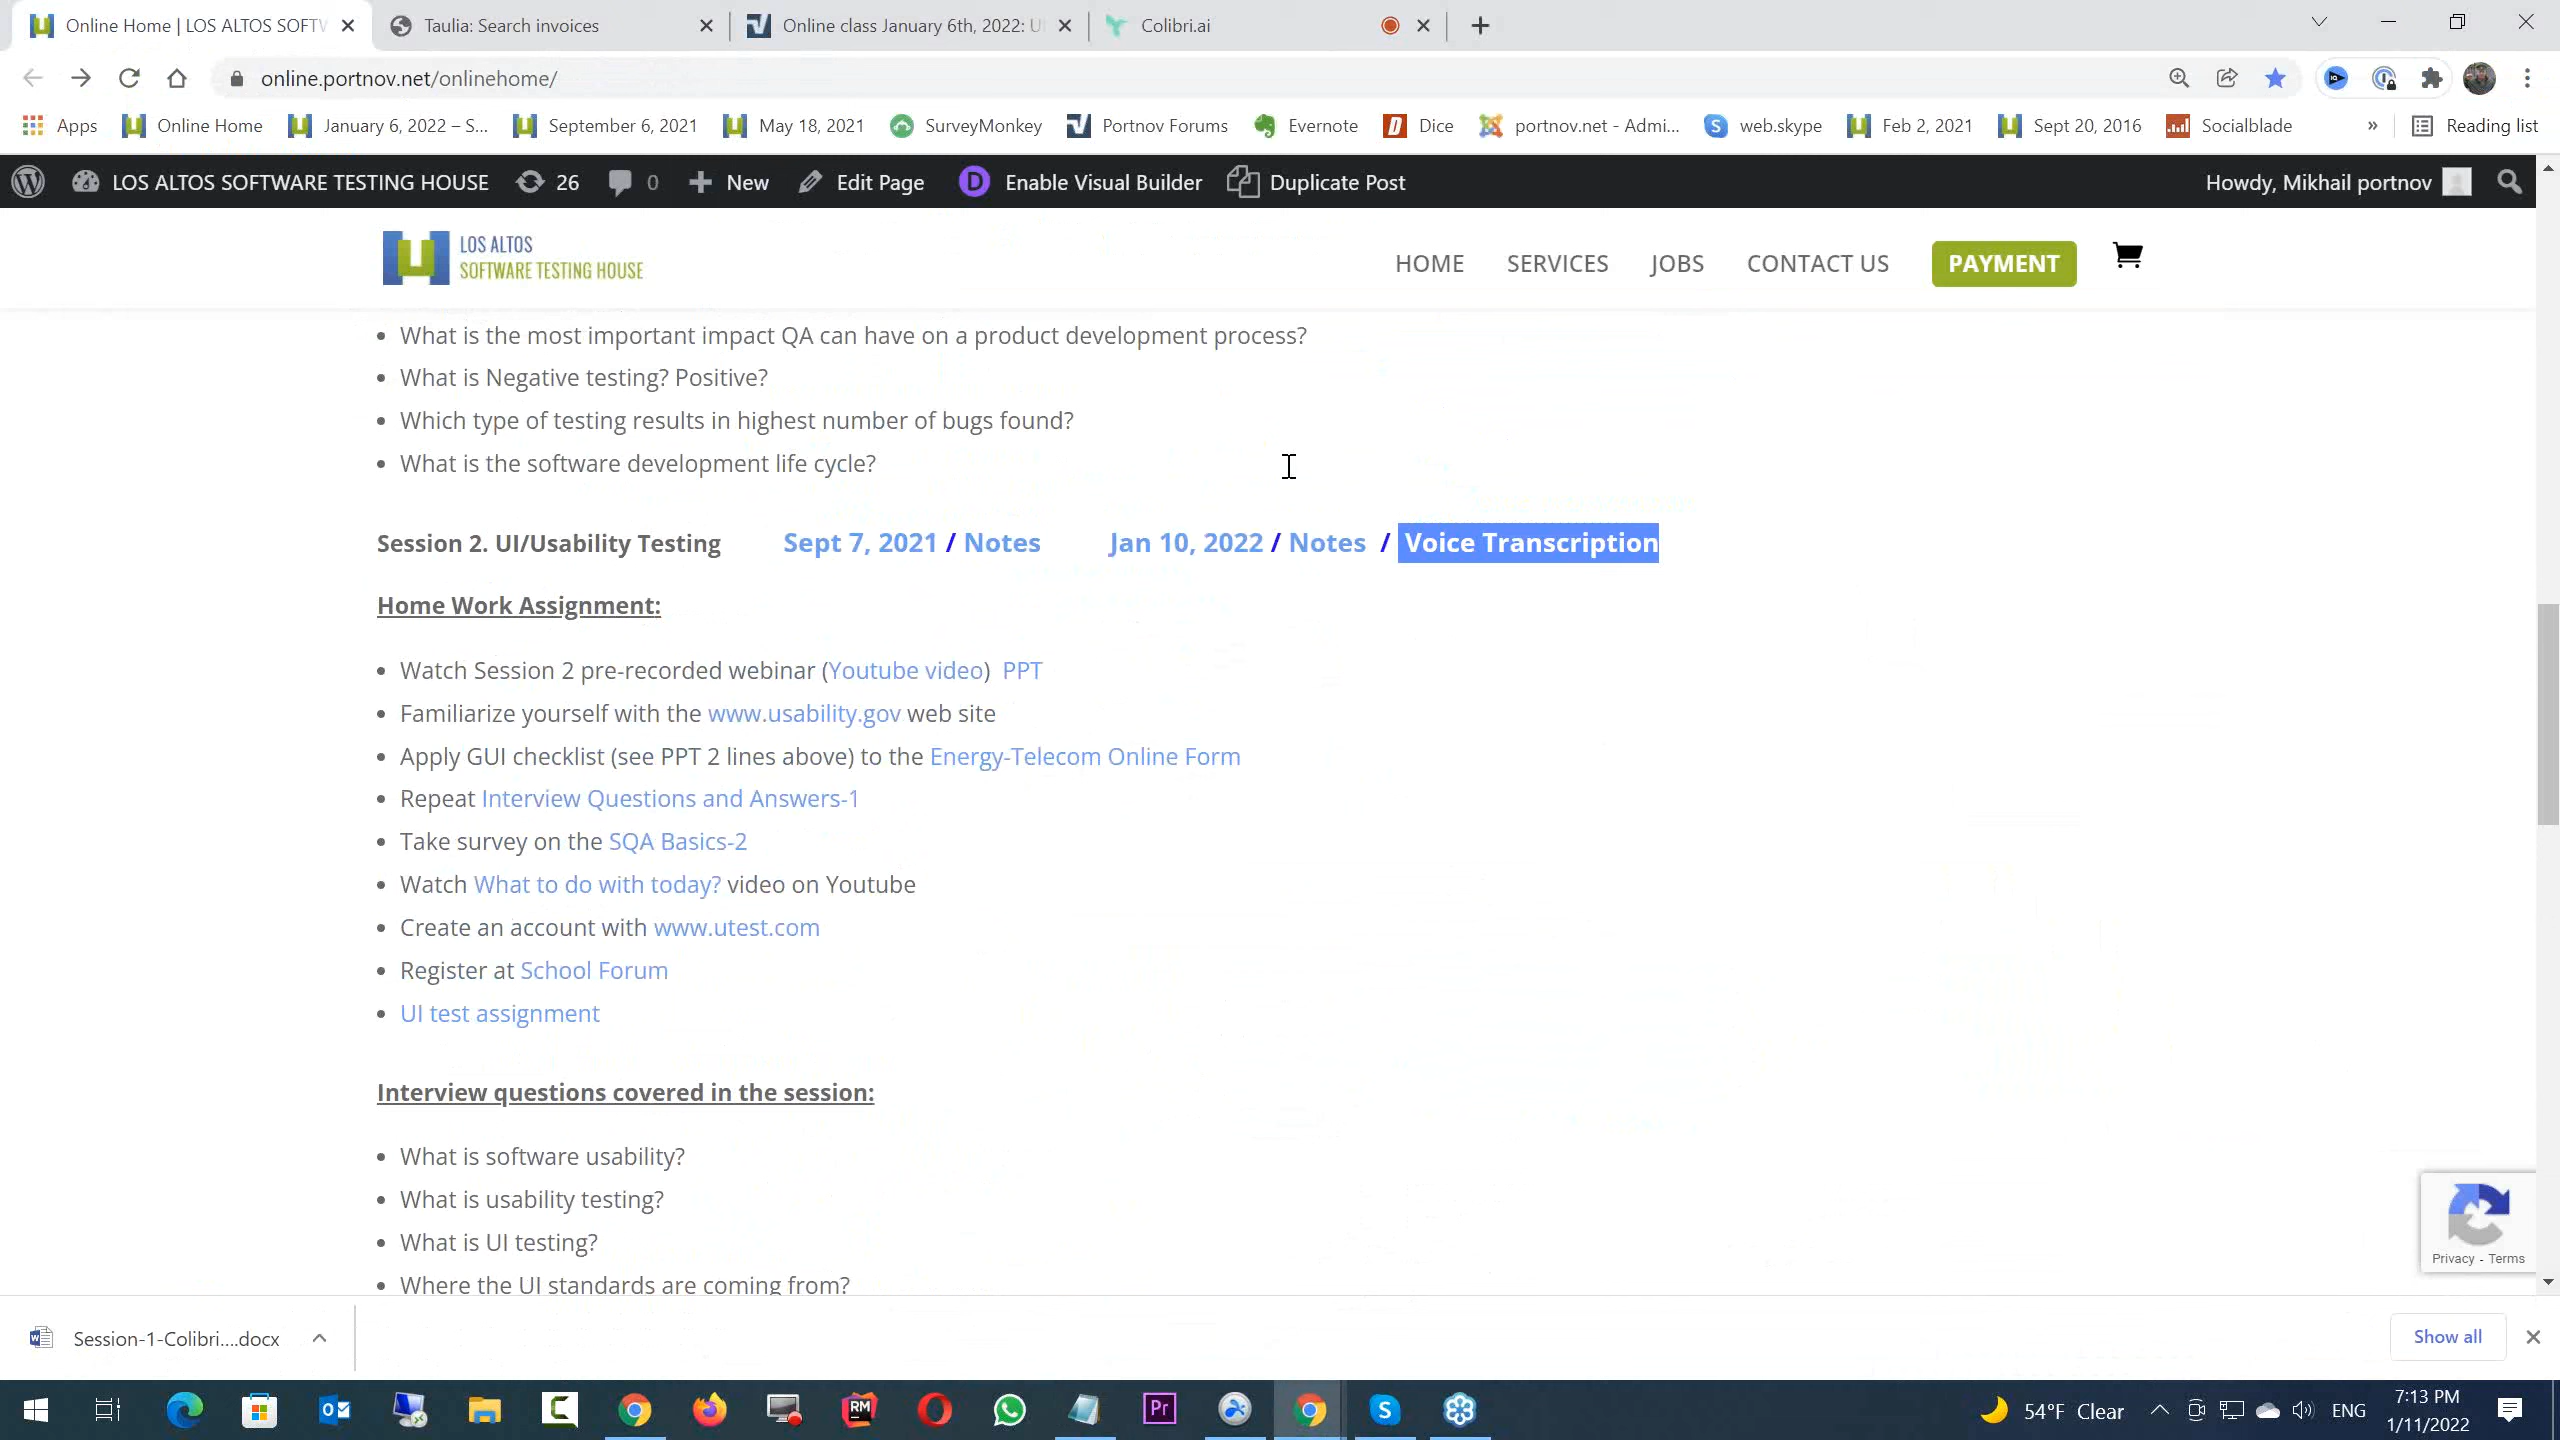 Online Home | LOS ALTOS SOFTW
Taulia: Search invoices
Online class January 6th, 2022: UI
Colibri.ai
online.portnov.net/onlinehome/
Apps
Online Home
January 6, 2022 – S...
September 6, 2021
May 18, 2021
SurveyMonkey
Portnov Forums
Evernote
Dice
portnov.net - Admi...
web.skype
Feb 2, 2021
Sept 20, 2016
Socialblade
»
Reading list
LOS ALTOS SOFTWARE TESTING HOUSE
26
0
New
Edit Page
D
Enable Visual Builder
Duplicate Post
Howdy, Mikhail portnov
LOS ALTOS
SOFTWARE TESTING HOUSE
HOME
SERVICES
JOBS
CONTACT US
PAYMENT
• What is the most important impact QA can have on a product development process?
• What is Negative testing? Positive?
• Which type of testing results in highest number of bugs found?
• What is the software development life cycle?
Session 2. UI/Usability Testing Sept 7, 2021 / Notes Jan 10, 2022 / Notes / Voice Transcription
Home Work Assignment:
• Watch Session 2 pre-recorded webinar (Youtube video) PPT
• Familiarize yourself with the www.usability.gov web site
• Apply GUI checklist (see PPT 2 lines above) to the Energy-Telecom Online Form
• Repeat Interview Questions and Answers-1
• Take survey on the SQA Basics-2
• Watch What to do with today? video on Youtube
• Create an account with www.utest.com
• Register at School Forum
• UI test assignment
Interview questions covered in the session:
• What is software usability?
• What is usability testing?
• What is UI testing?
• Where the UI standards are coming from?
Privacy - Terms
Session-1-Colibri....docx
Show all
54°F Clear
ENG
7:13 PM
1/11/2022